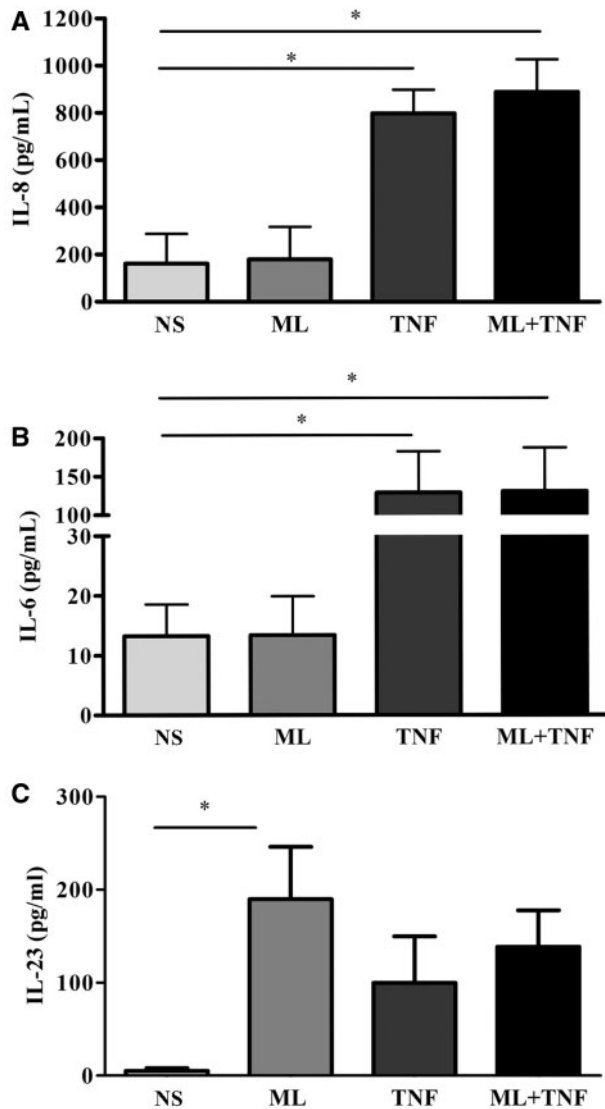 A
IL-8 (pg/mL)
1200
1000
800
600
400
200
0
*
*
NS ML TNF ML+TNF
B
IL-6 (pg/mL)
200
150
100
30
20
10
0
*
*
NS ML TNF ML+TNF
C
IL-23 (pg/ml)
300
200
100
0
*
NS ML TNF ML+TNF